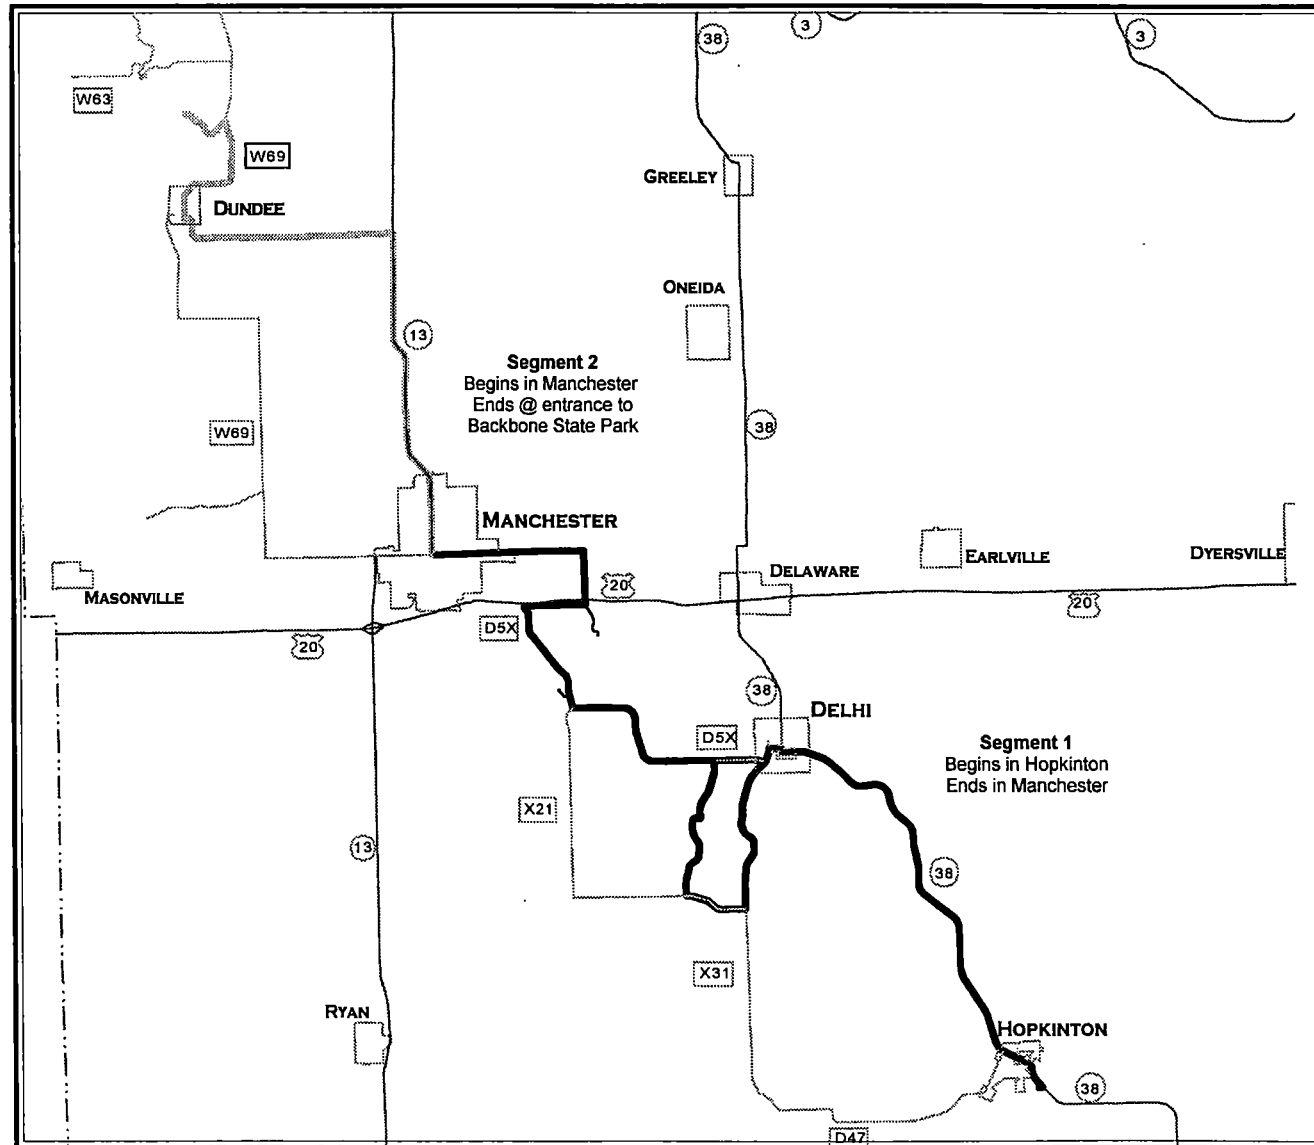 38
3
3
W63
W69
GREELEY
DUNDEE
ONEIDA
13
Segment 2
Begins in Manchester
Ends @ entrance to
Backbone State Park
W69
38
MANCHESTER
EARLVILLE
DYERSVILLE
DELAWARE
20
MASONVILLE
20
D5X
20
38
DELHI
D5X
Segment 1
Begins in Hopkinton
Ends in Manchester
X21
13
38
X31
RYAN
HOPKINTON
38
D47